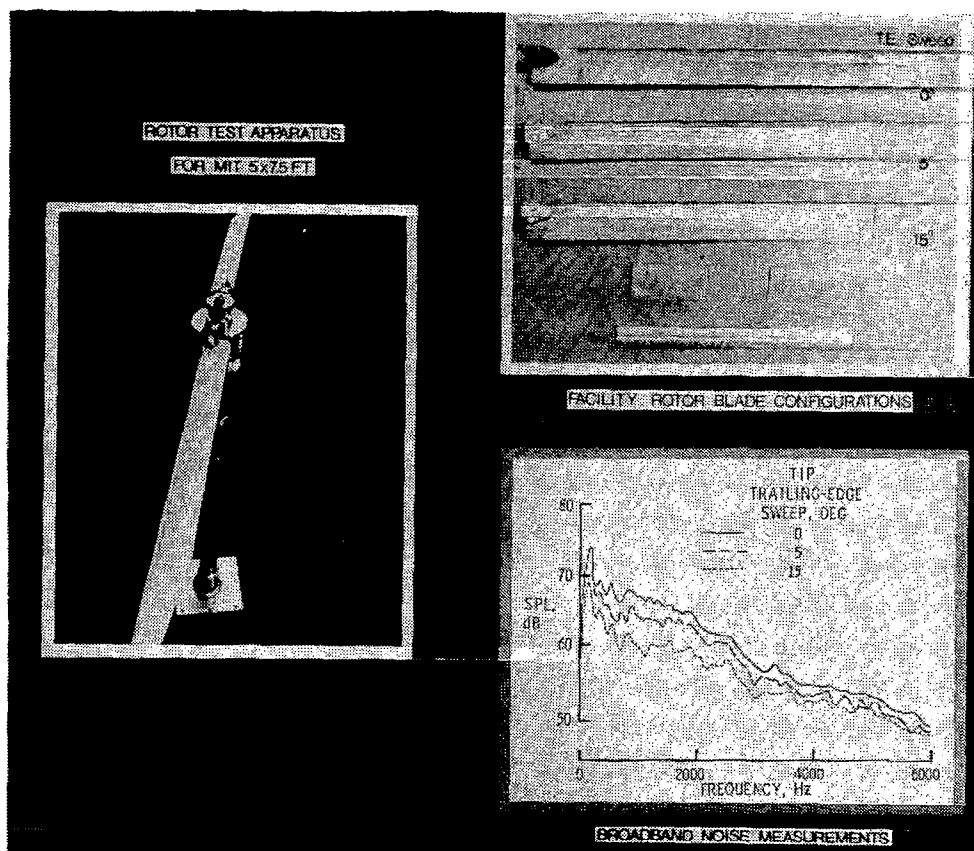 ROTOR TEST APPARATUS
FOR MIT 5x7.5 FT
TE Sweep
0°
5°
15°
FACILITY ROTOR BLADE CONFIGURATIONS
TIP
TRAILING-EDGE
SWEEP, DEG
0
5
15
80
70
SPL,
dB
60
50
0
2000
4000
6000
FREQUENCY, Hz
BROADBAND NOISE MEASUREMENTS